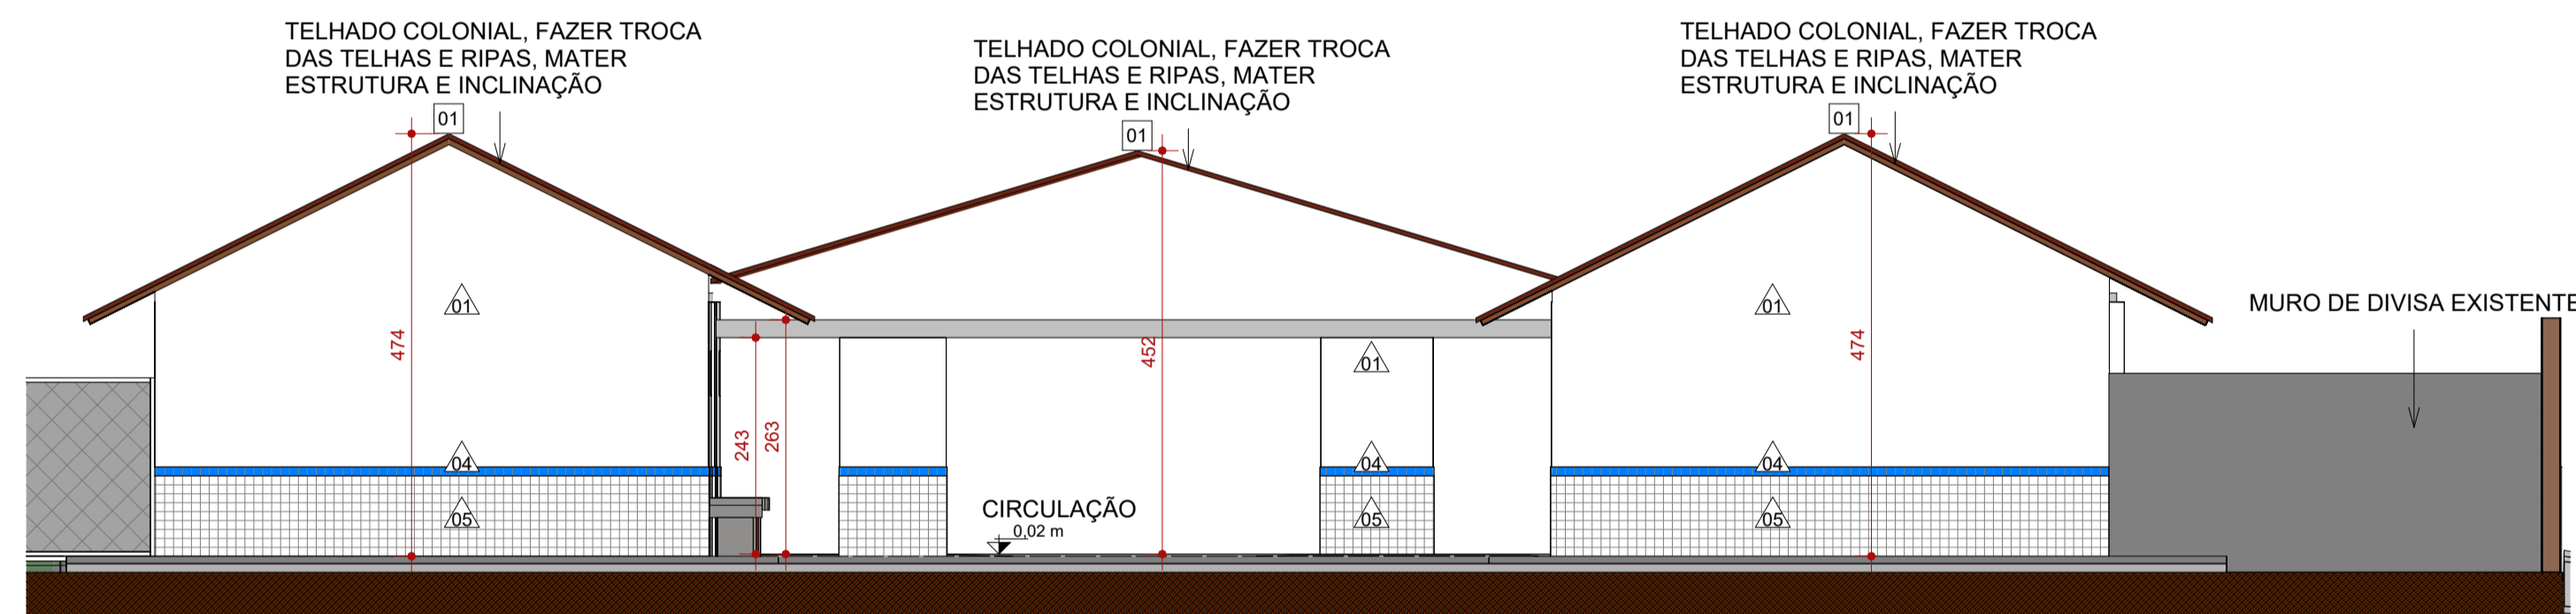 TELHADO COLONIAL, FAZER TROCA
DAS TELHAS E RIPAS, MATER
ESTRUTURA E INCLINAÇÃO
TELHADO COLONIAL, FAZER TROCA
DAS TELHAS E RIPAS, MATER
ESTRUTURA E INCLINAÇÃO
TELHADO COLONIAL, FAZER TROCA
DAS TELHAS E RIPAS, MATER
ESTRUTURA E INCLINAÇÃO
01
01
01
01
01
MURO DE DIVISA EXISTENTE
474
452
474
01
243
263
04
04
04
CIRCULAÇÃO
0,02 m
05
05
05